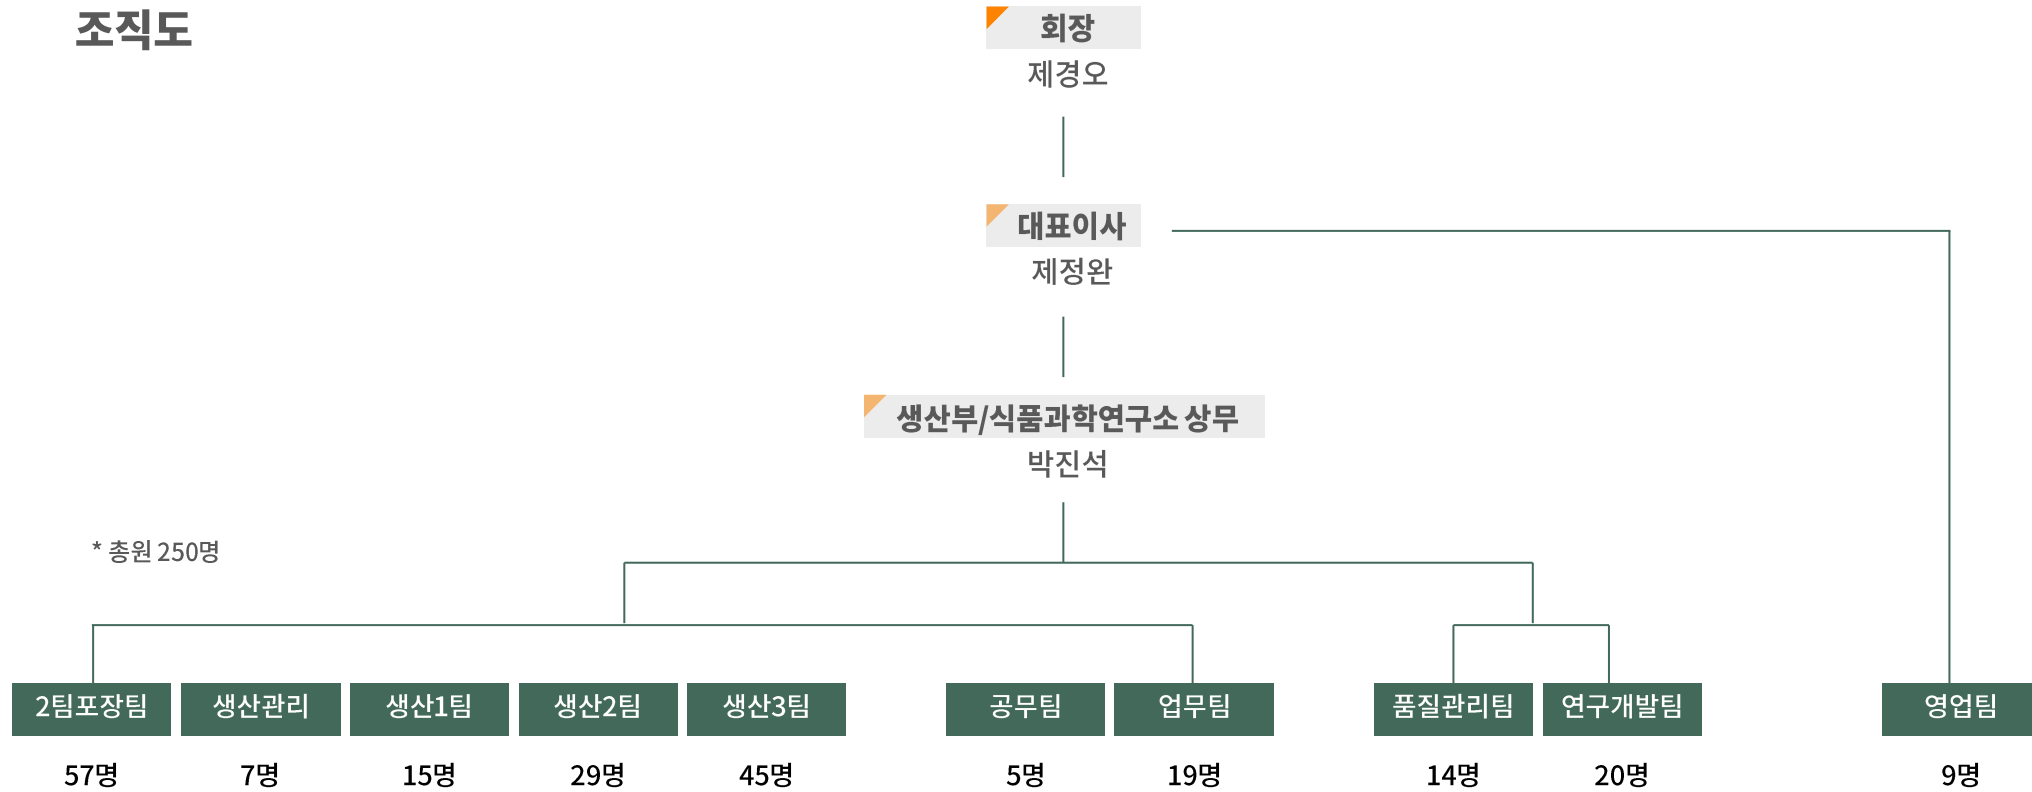 조직도
회장
제경오
대표이사
제정완
생산부/식품과학연구소 상무
박진석
* 총원 250명
2팀포장팀 생산관리 생산1팀 생산2팀 생산3팀 공무팀 업무팀 품질관리팀 연구개발팀 영업팀
57명 7명 15명 29명 45명 5명 19명 14명 20명 9명